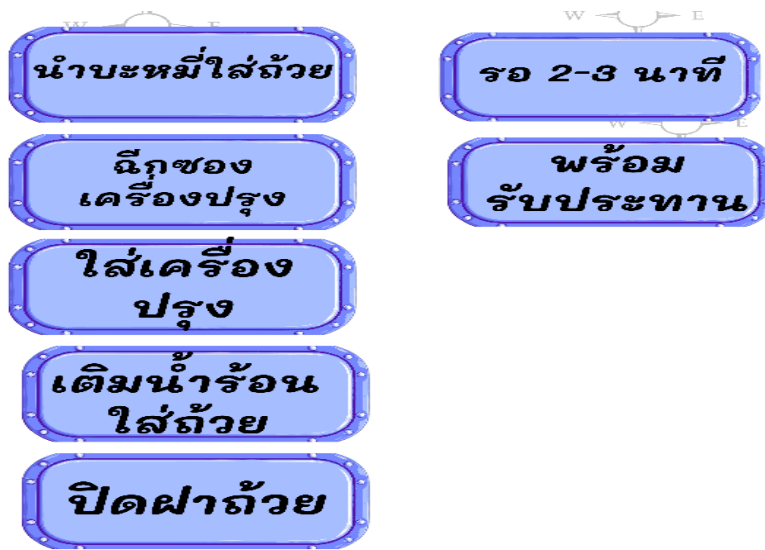 นำบะหมี่ใส่ถ้วย
ฉีกซอง
เครื่องปรุง
ใส่เครื่อง
ปรุง
เติมน้ำร้อน
ใส่ถ้วย
ปิดฝาถ้วย
W E
รอ 2-3 นาที
W E
พร้อม
รับประทาน